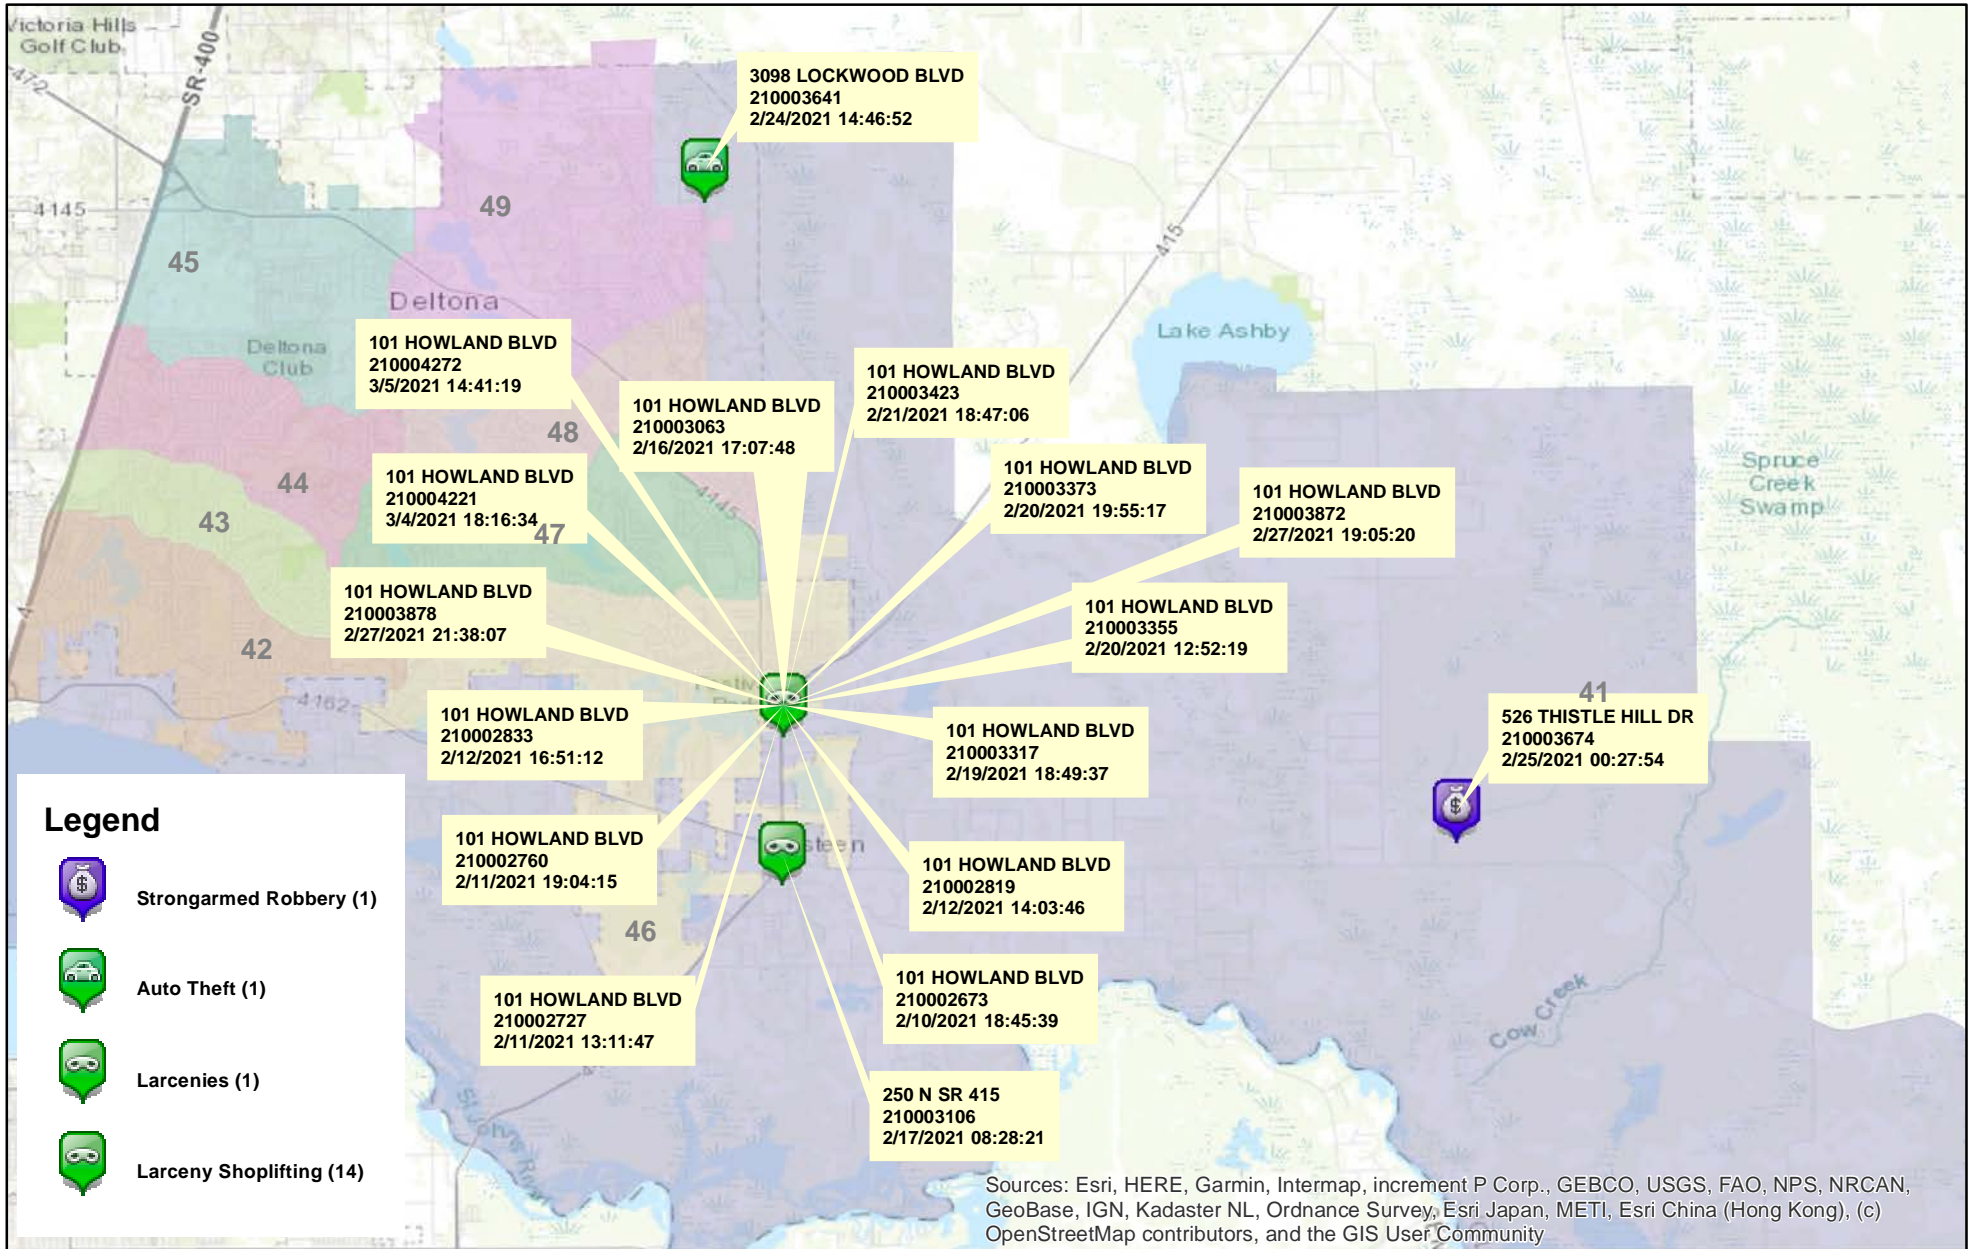 Victoria Hills
Golf Club
472
SR-400
4145
49
45
Deltona
Deltona
Club
415
Lake Ashby
Spruce
Creek
Swamp
3098 LOCKWOOD BLVD
210003641
2/24/2021 14:46:52
101 HOWLAND BLVD
210004272
3/5/2021 14:41:19
101 HOWLAND BLVD
210003063
2/16/2021 17:07:48
101 HOWLAND BLVD
210003423
2/21/2021 18:47:06
48
44
43
101 HOWLAND BLVD
210004221
3/4/2021 18:16:34
47
4145
101 HOWLAND BLVD
210003373
2/20/2021 19:55:17
101 HOWLAND BLVD
210003872
2/27/2021 19:05:20
101 HOWLAND BLVD
210003878
2/27/2021 21:38:07
101 HOWLAND BLVD
210003355
2/20/2021 12:52:19
4
42
4162
41
101 HOWLAND BLVD
210002833
2/12/2021 16:51:12
101 HOWLAND BLVD
210003317
2/19/2021 18:49:37
526 THISTLE HILL DR
210003674
2/25/2021 00:27:54
101 HOWLAND BLVD
210002760
2/11/2021 19:04:15
steen
101 HOWLAND BLVD
210002819
2/12/2021 14:03:46
46
101 HOWLAND BLVD
210002727
2/11/2021 13:11:47
101 HOWLAND BLVD
210002673
2/10/2021 18:45:39
Cow Creek
250 N SR 415
210003106
2/17/2021 08:28:21
Legend
Strongarmed Robbery (1)
Auto Theft (1)
Larcenies (1)
Larceny Shoplifting (14)
Sources: Esri, HERE, Garmin, Intermap, increment P Corp., GEBCO, USGS, FAO, NPS, NRCAN,
GeoBase, IGN, Kadaster NL, Ordnance Survey, Esri Japan, METI, Esri China (Hong Kong), (c)
OpenStreetMap contributors, and the GIS User Community